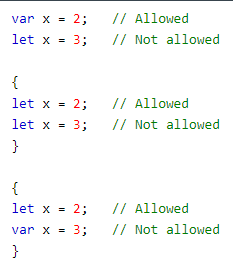 var x = 2;   // Allowed
let x = 3;   // Not allowed
{
let x = 2;   // Allowed
let x = 3;   // Not allowed
}
{
let x = 2;   // Allowed
var x = 3;   // Not allowed
}